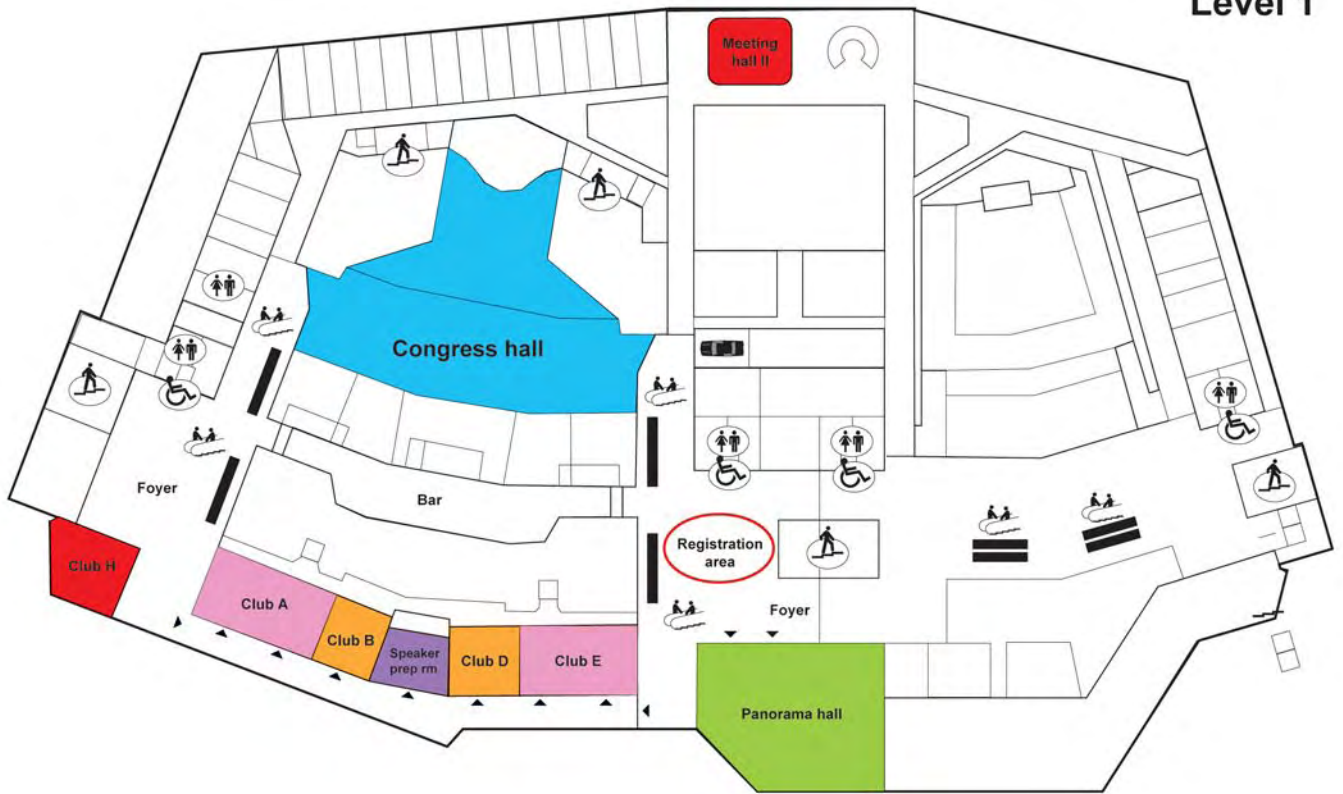 Level 1
Meeting
hall II
Congress hall
Foyer
Bar
Registration
area
Club H
Club A
Club B
Speaker
prep rm
Club D
Club E
Foyer
Panorama hall